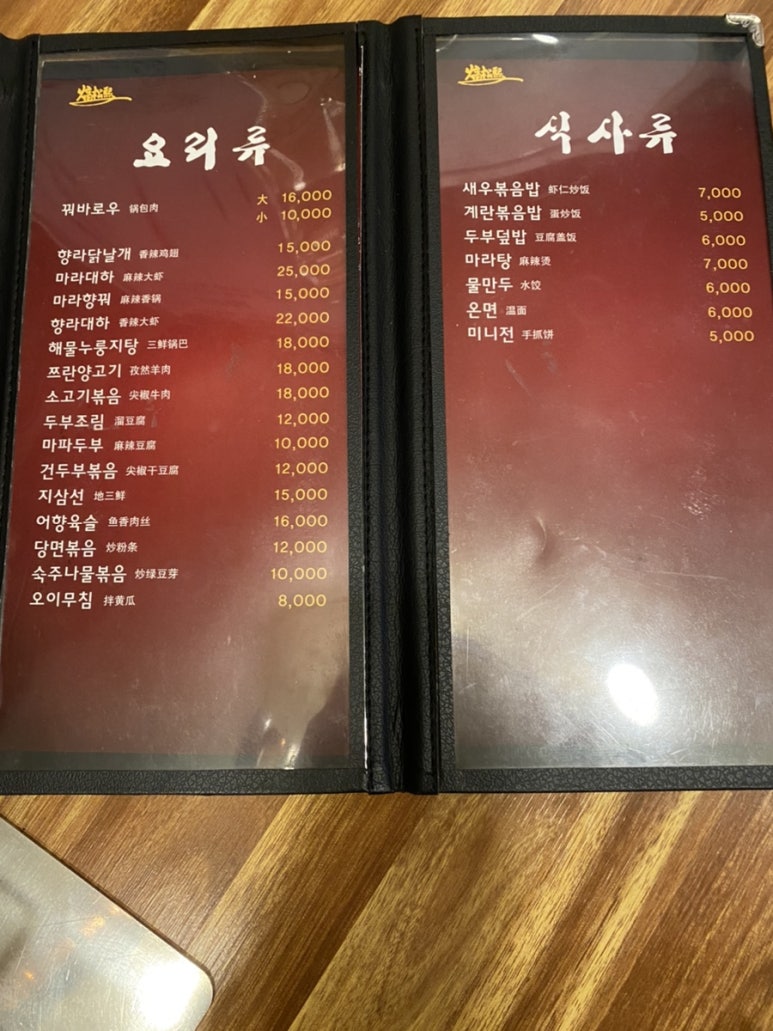 요리류
꿔바로우 锅包肉 大 16,000
小 10,000
향라닭날개 香辣鸡翅 15,000
마라대하 麻辣大虾 25,000
마라향꿔 麻辣香锅 15,000
향라대하 香辣大虾 22,000
해물누룽지탕 三鲜锅巴 18,000
쯔란양고기 孜然羊肉 18,000
소고기볶음 尖椒牛肉 18,000
두부조림 溜豆腐 12,000
마파두부 麻辣豆腐 10,000
건두부볶음 尖椒干豆腐 12,000
지삼선 地三鲜 15,000
어향육슬 鱼香肉丝 16,000
당면볶음 炒粉条 12,000
숙주나물볶음 炒绿豆芽 10,000
오이무침 拌黄瓜 8,000
식사류
새우볶음밥 虾仁炒饭 7,000
계란볶음밥 蛋炒饭 5,000
두부덮밥 豆腐盖饭 6,000
마라탕 麻辣烫 7,000
물만두 水饺 6,000
온면 温面 6,000
미니전 手抓饼 5,000